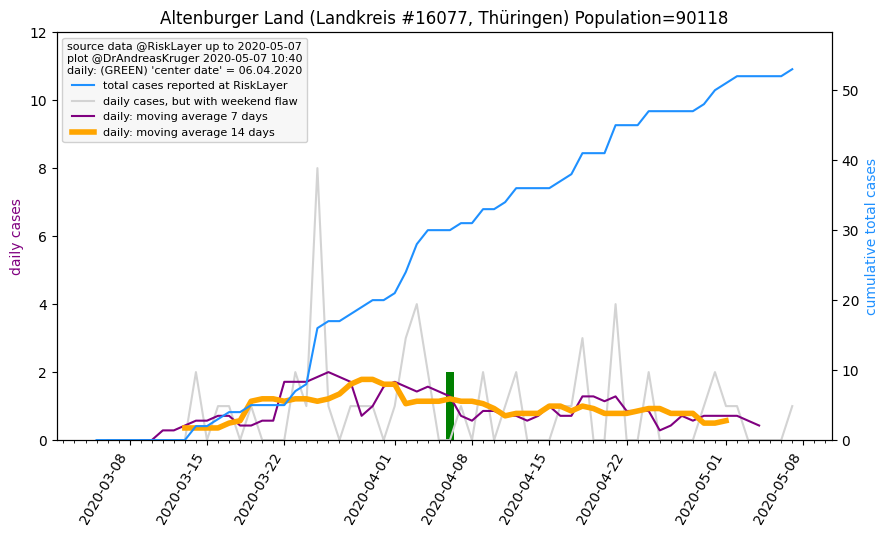 Altenburger Land (Landkreis #16077, Thüringen) Population=90118
source data @RiskLayer up to 2020-05-07
plot @DrAndreasKruger 2020-05-07 10:40
daily: (GREEN) 'center date' = 06.04.2020
total cases reported at RiskLayer
daily cases, but with weekend flaw
daily: moving average 7 days
daily: moving average 14 days
daily cases
12
10
8
6
4
2
0
cumulative total cases
50
40
30
20
10
0
2020-03-08
2020-03-15
2020-03-22
2020-04-01
2020-04-08
2020-04-15
2020-04-22
2020-05-01
2020-05-08